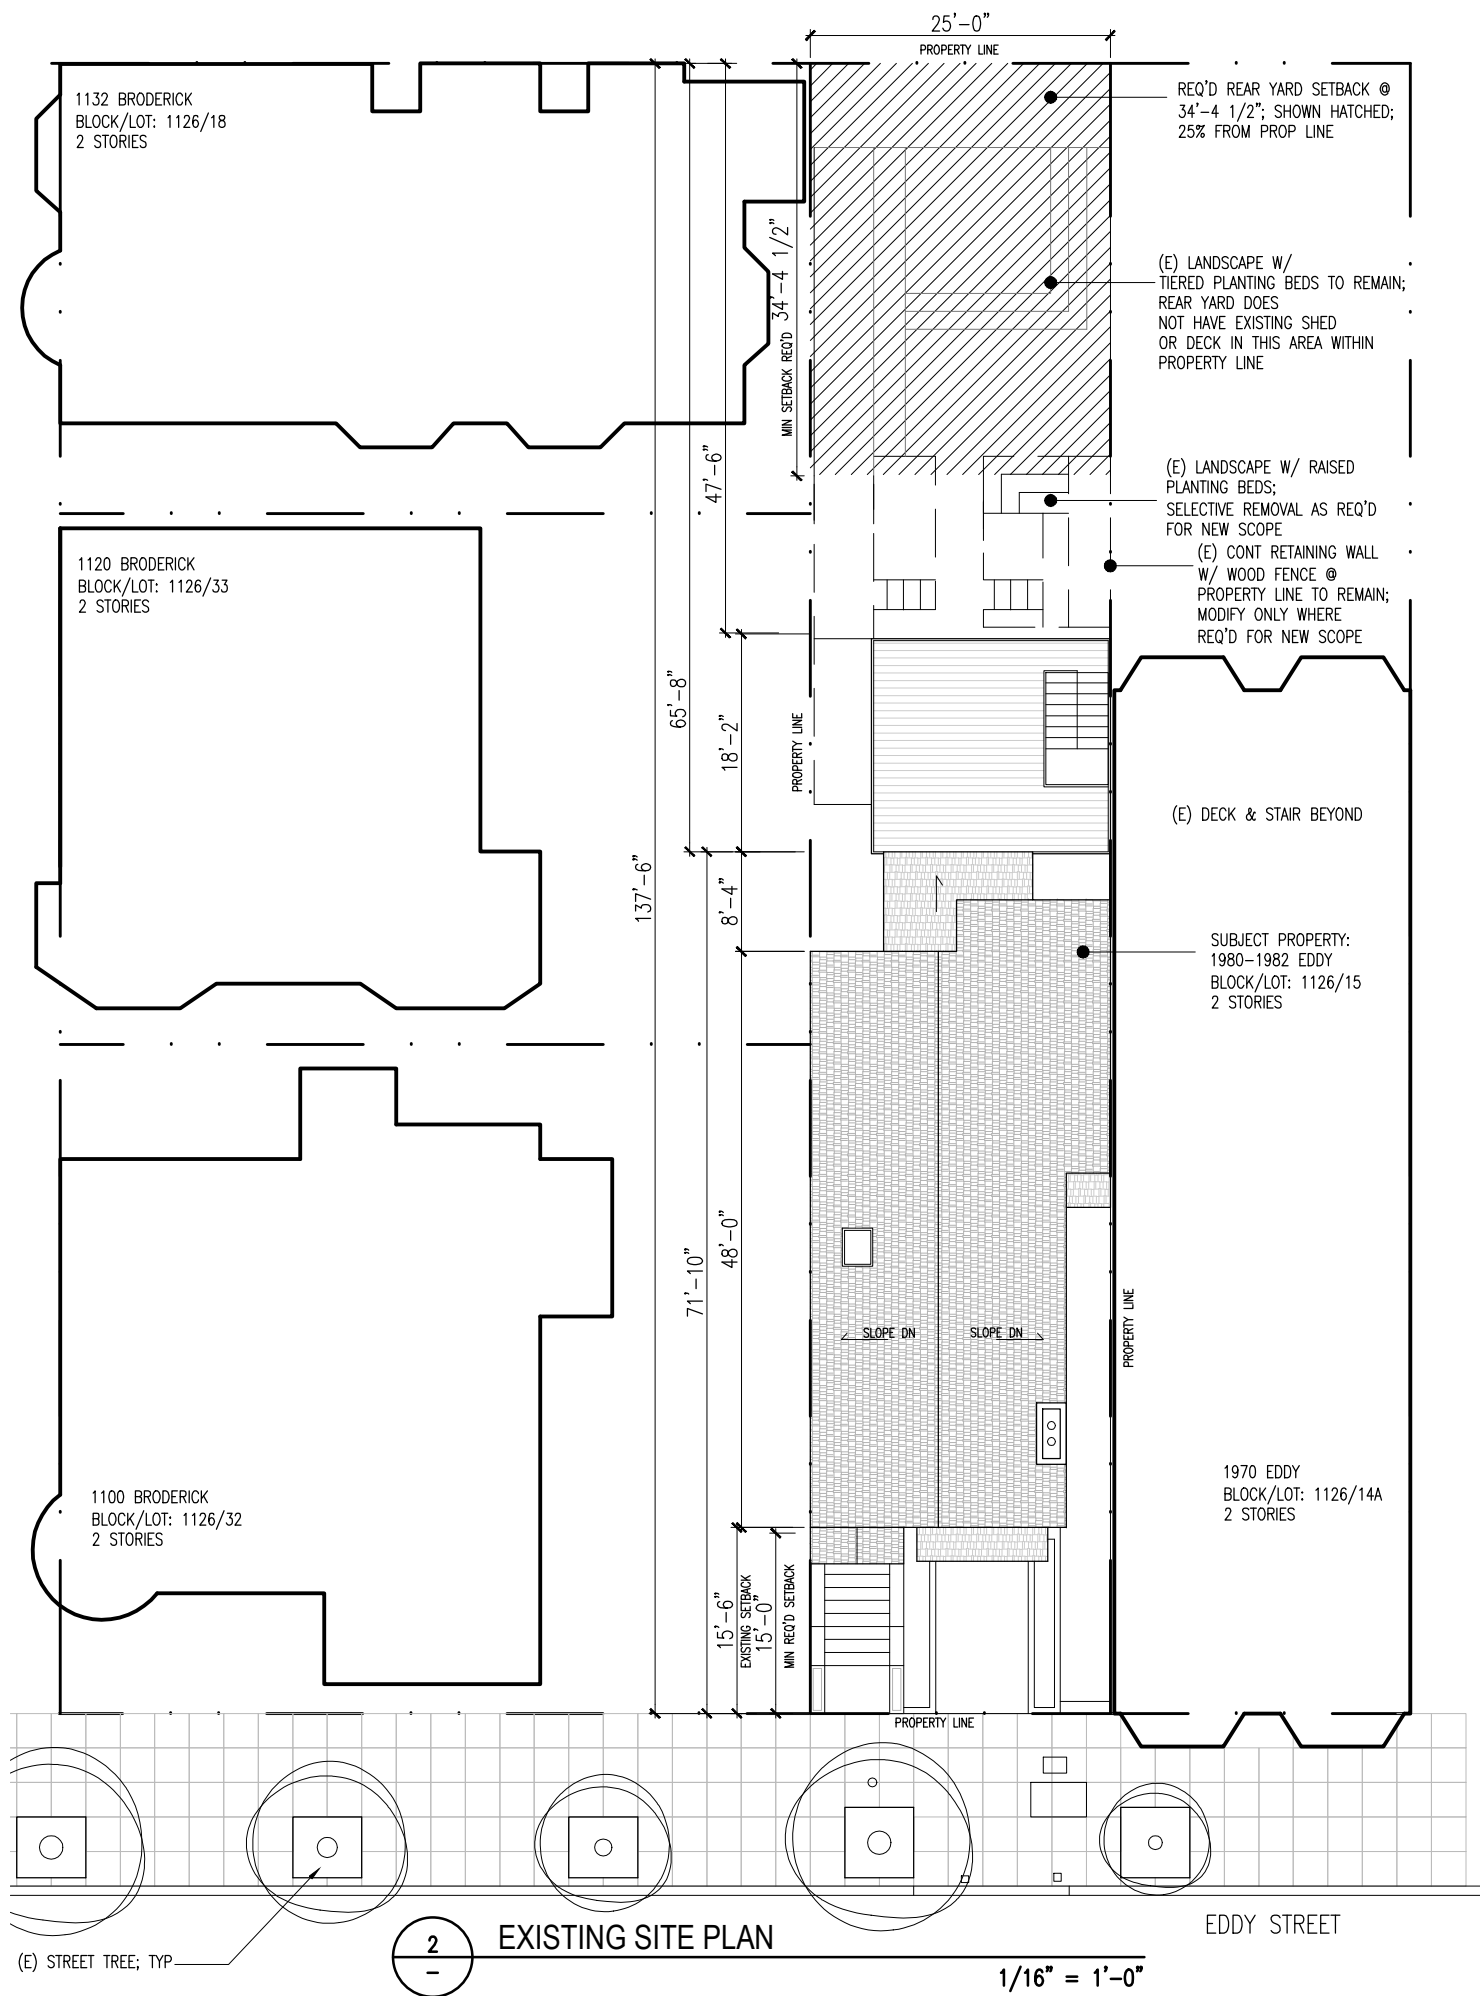 25'-0"
PROPERTY LINE
1132 BRODERICK
BLOCK/LOT: 1126/18
2 STORIES
REQ'D REAR YARD SETBACK @
34'-4 1/2"; SHOWN HATCHED;
25% FROM PROP LINE
34'-4 1/2"
MIN SETBACK REQ'D
(E) LANDSCAPE W/
TIERED PLANTING BEDS TO REMAIN;
REAR YARD DOES
NOT HAVE EXISTING SHED
OR DECK IN THIS AREA WITHIN
PROPERTY LINE
47'-6"
(E) LANDSCAPE W/ RAISED
PLANTING BEDS;
SELECTIVE REMOVAL AS REQ'D
FOR NEW SCOPE
(E) CONT RETAINING WALL
W/ WOOD FENCE @
PROPERTY LINE TO REMAIN;
MODIFY ONLY WHERE
REQ'D FOR NEW SCOPE
1120 BRODERICK
BLOCK/LOT: 1126/33
2 STORIES
65'-8"
18'-2"
PROPERTY LINE
(E) DECK & STAIR BEYOND
137'-6"
8'-4"
SUBJECT PROPERTY:
1980-1982 EDDY
BLOCK/LOT: 1126/15
2 STORIES
48'-0"
71'-10"
SLOPE DN
SLOPE DN
PROPERTY LINE
1100 BRODERICK
BLOCK/LOT: 1126/32
2 STORIES
1970 EDDY
BLOCK/LOT: 1126/14A
2 STORIES
15'-6"
EXISTING SETBACK
15'-0"
MIN REQ'D SETBACK
PROPERTY LINE
EDDY STREET
(E) STREET TREE; TYP
2
-
EXISTING SITE PLAN
1/16" = 1'-0"